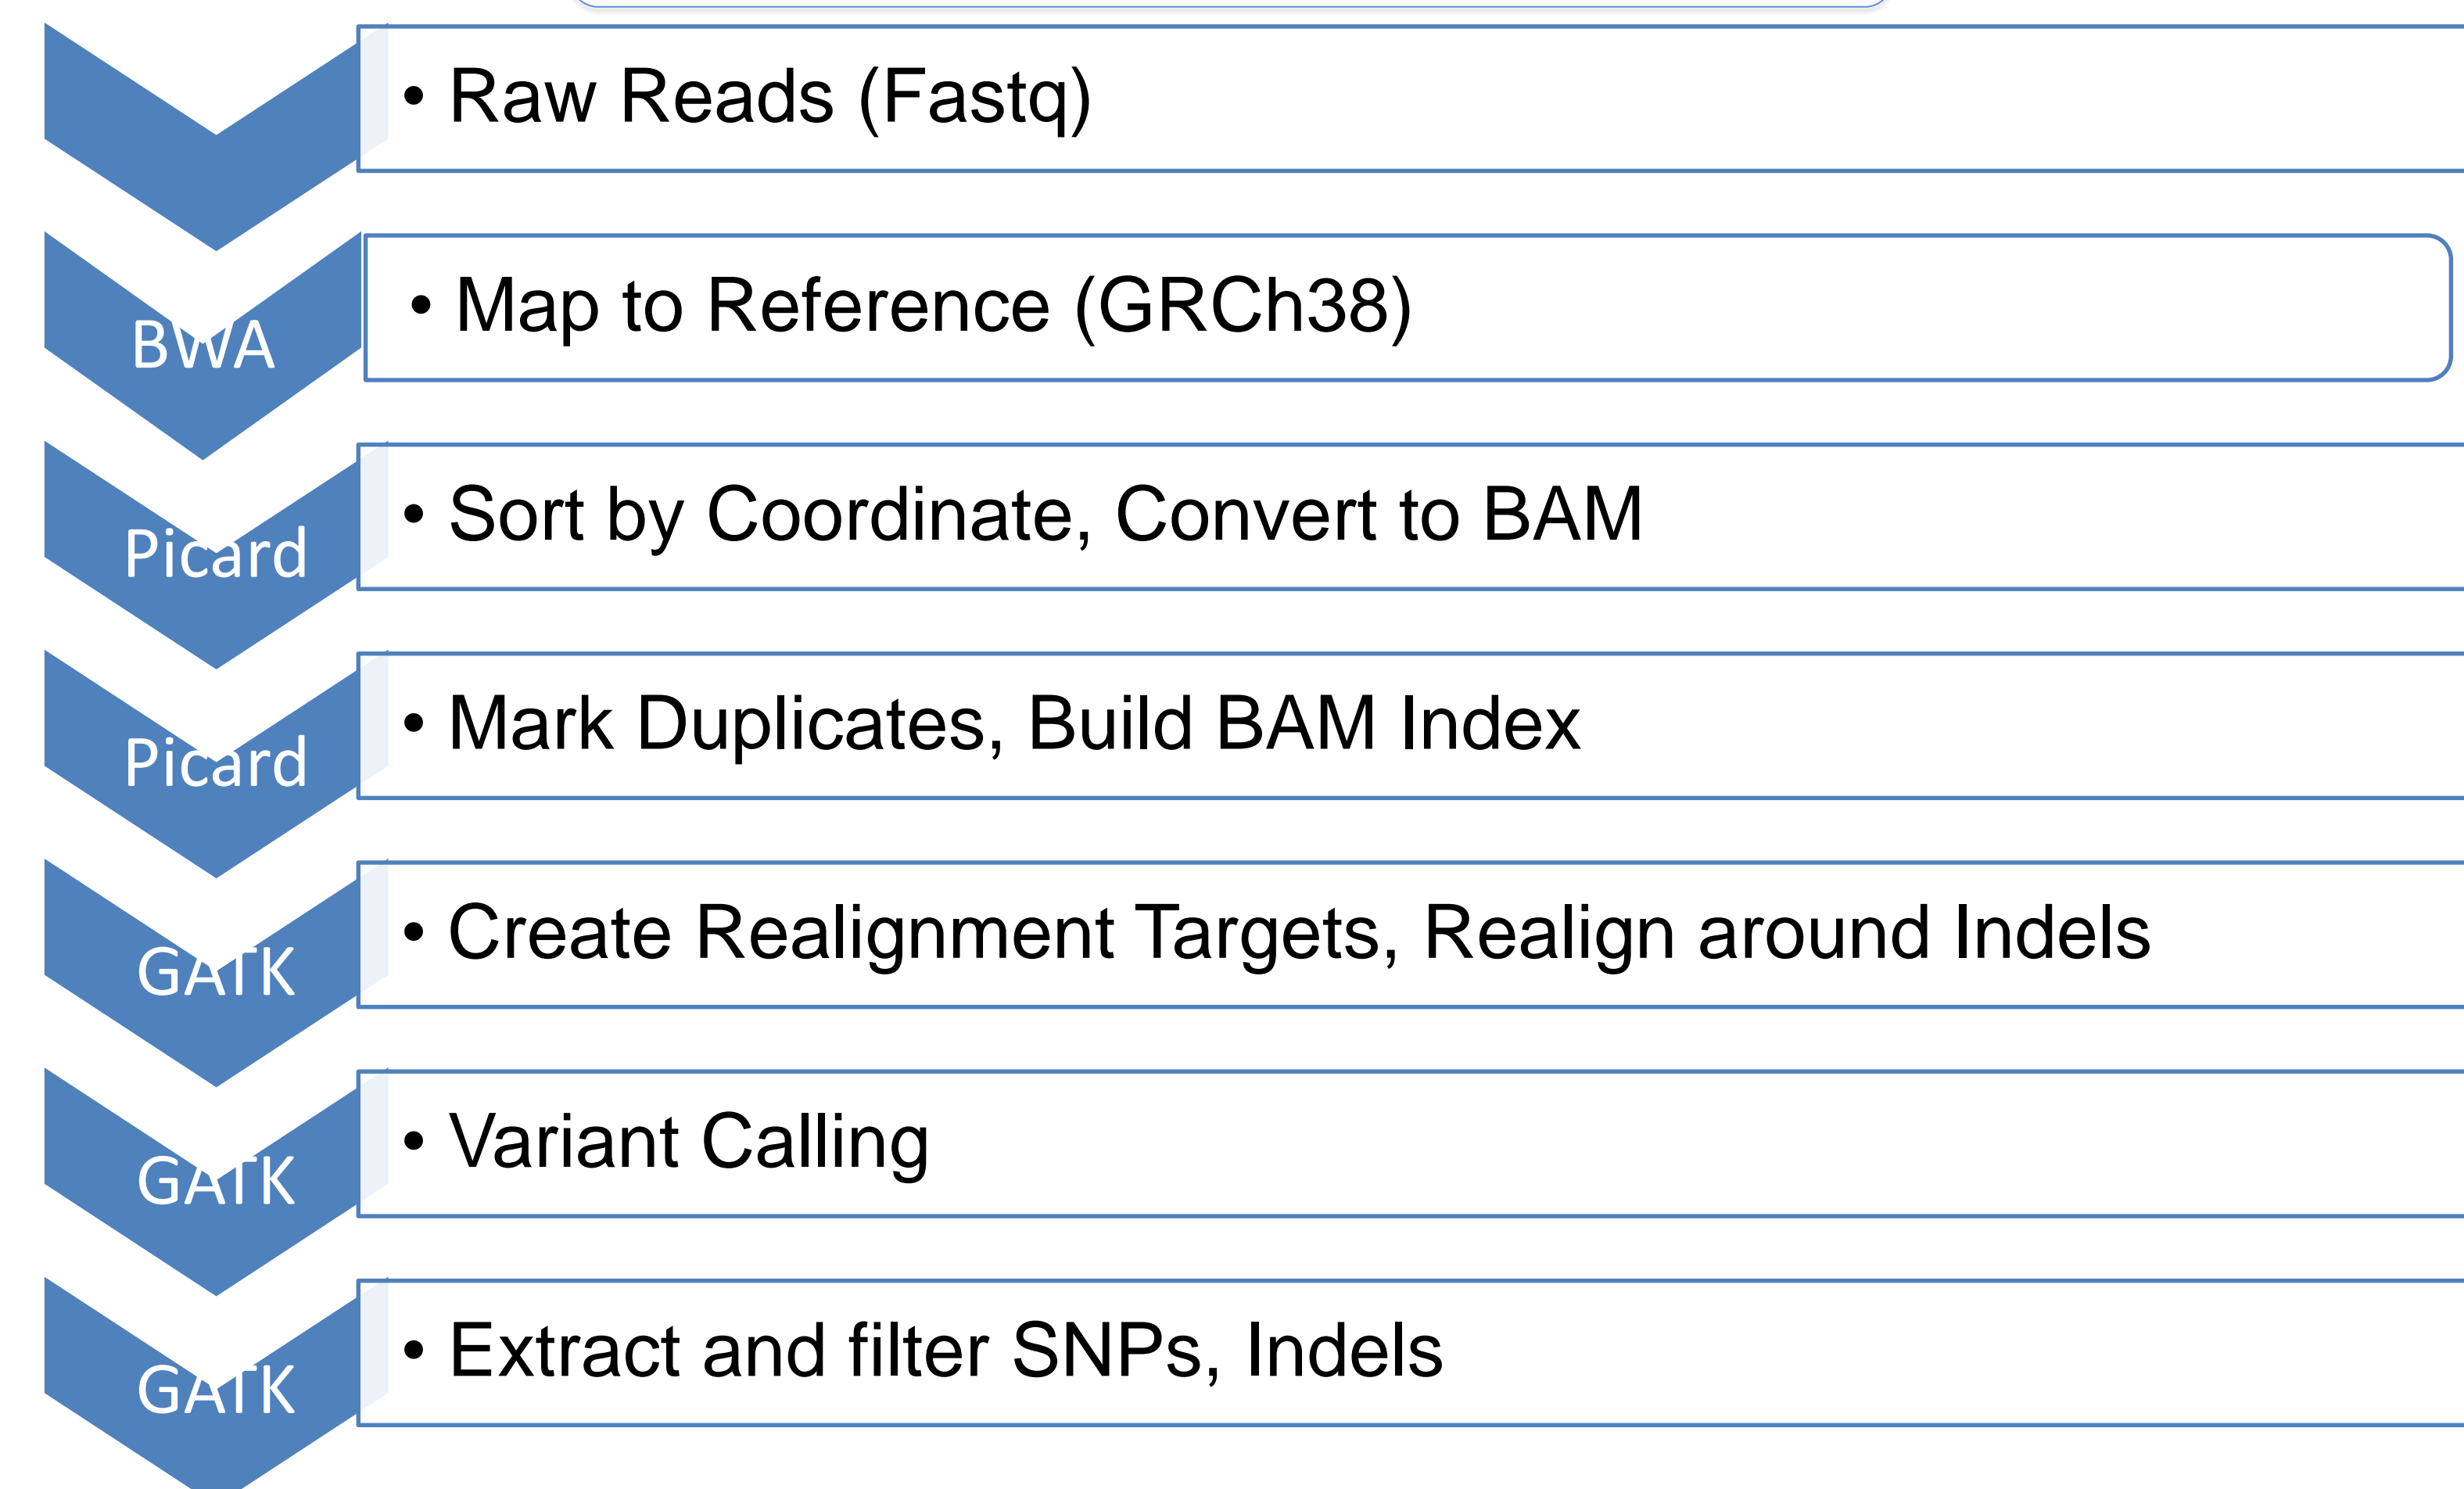 • Raw Reads (Fastq)
BWA
• Map to Reference (GRCh38)
Picard
• Sort by Coordinate, Convert to BAM
Picard
• Mark Duplicates, Build BAM Index
GATK
• Create Realignment Targets, Realign around Indels
GATK
• Variant Calling
GATK
• Extract and filter SNPs, Indels